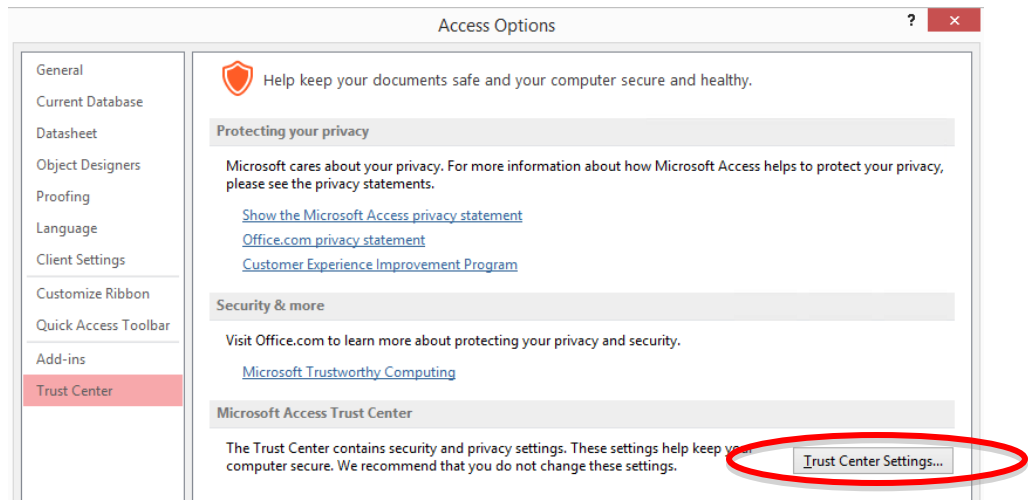 Access Options
?
×
General
Current Database
Datasheet
Object Designers
Proofing
Language
Client Settings
Customize Ribbon
Quick Access Toolbar
Add-ins
Trust Center
Help keep your documents safe and your computer secure and healthy.
Protecting your privacy
Microsoft cares about your privacy. For more information about how Microsoft Access helps to protect your privacy,
please see the privacy statements.
Show the Microsoft Access privacy statement
Office.com privacy statement
Customer Experience Improvement Program
Security & more
Visit Office.com to learn more about protecting your privacy and security.
Microsoft Trustworthy Computing
Microsoft Access Trust Center
The Trust Center contains security and privacy settings. These settings help keep your
computer secure. We recommend that you do not change these settings.
Trust Center Settings...